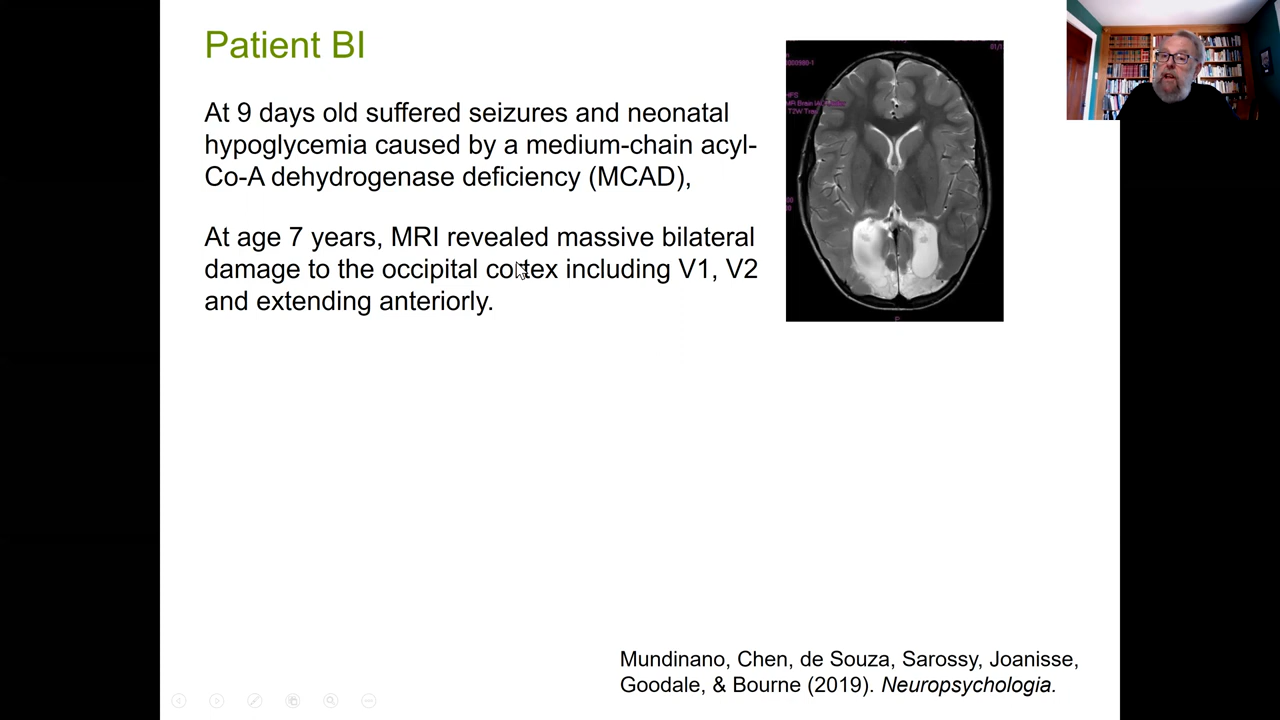 Patient BI
At 9 days old suffered seizures and neonatal
hypoglycemia caused by a medium-chain acyl-
Co-A dehydrogenase deficiency (MCAD),
At age 7 years, MRI revealed massive bilateral
damage to the occipital cortex including V1, V2
and extending anteriorly.
Mundinano, Chen, de Souza, Sarossy, Joanisse,
Goodale, & Bourne (2019). Neuropsychologia.